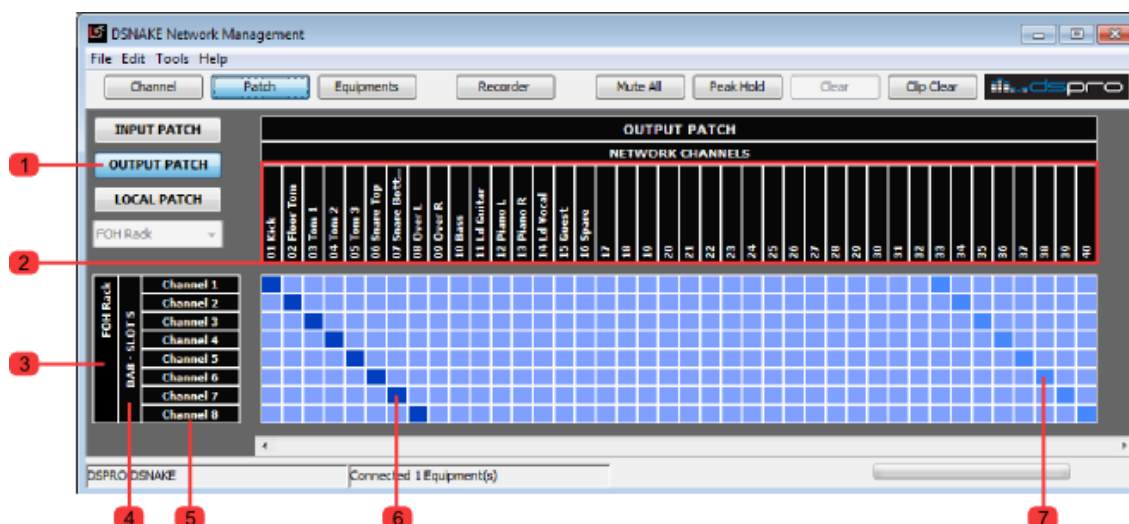 DSNAKE Network Management
File Edit Tools Help
Channel Patch Equipments Recorder Mute All Peak Hold Clear Clip Clear dspro
INPUT PATCH
OUTPUT PATCH
LOCAL PATCH
FOH Rack
OUTPUT PATCH
NETWORK CHANNELS
01 Kick
02 Floor Tom
03 Tom 1
04 Tom 2
05 Tom 3
06 Snare Top
07 Snare Bott...
08 Over L
09 Over R
10 Bass
11 Ld Guitar
12 Piano L
13 Piano R
14 Ld Vocal
15 Guest
16 Spare
17
18
19
20
21
22
23
24
25
26
27
28
29
30
31
32
33
34
35
36
37
38
39
40
1
2
3
FOH Rack
BA8 - SLOT 5
Channel 1
Channel 2
Channel 3
Channel 4
Channel 5
Channel 6
Channel 7
Channel 8
DSPRO DSNAKE Connected 1 Equipment(s)
4 5 6 7